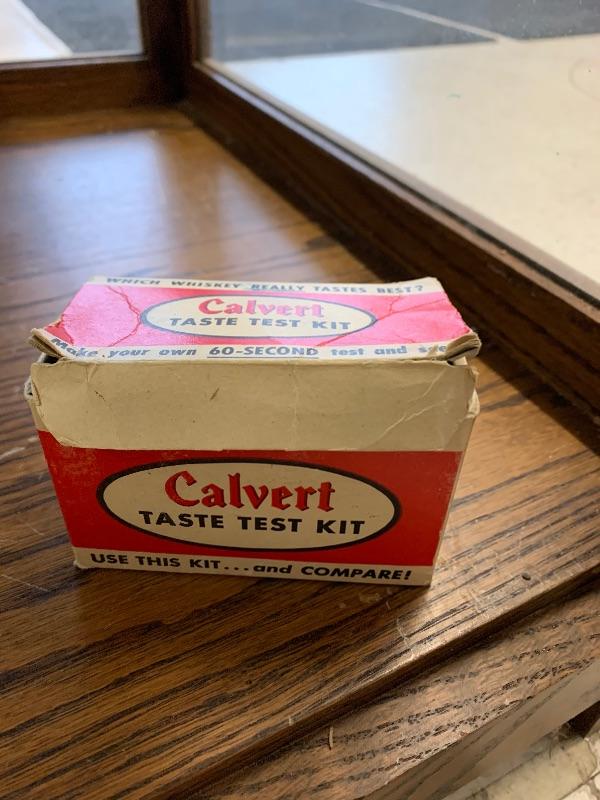 WHICH WHISKEY REALLY TASTES BEST?
Calvert
TASTE TEST KIT
Make your own 60-SECOND test and see
Calvert
TASTE TEST KIT
USE THIS KIT...and COMPARE!